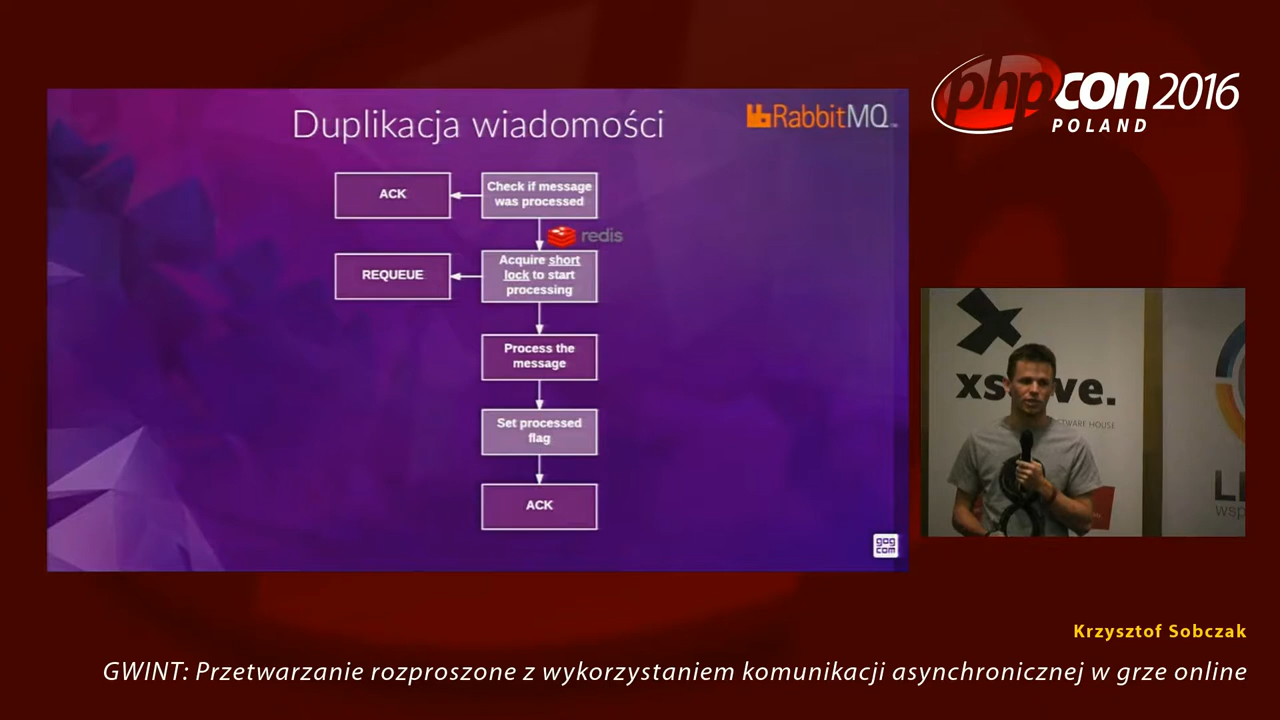 Duplikacja wiadomości
RabbitMQ
ACK
Check if message
was processed
redis
REQUEUE
Acquire short
lock to start
processing
Process the
message
Set processed
flag
ACK
gog
com
php con 2016
POLAND
SOFTWARE HOUSE
Krzysztof Sobczak
GWINT: Przetwarzanie rozproszone z wykorzystaniem komunikacji asynchronicznej w grze online